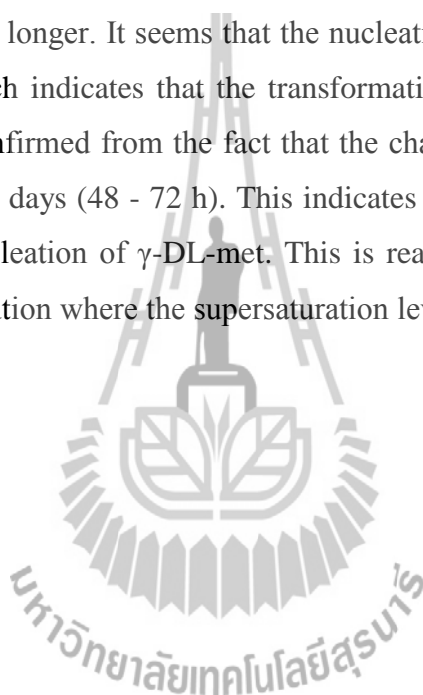 longer. It seems that the nucleati
ch indicates that the transformati
nfirmed from the fact that the cha
days (48 - 72 h). This indicates
leation of γ-DL-met. This is rea
ation where the supersaturation lev
มหาวิทยาลัยเทคโนโลยีสุรนารี